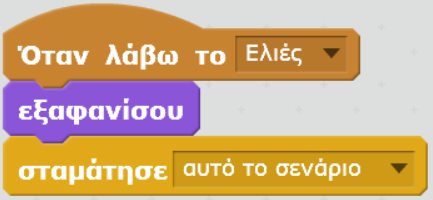 Όταν λάβω το Ελιές
εξαφανίσου
σταμάτησε αυτό το σενάριο